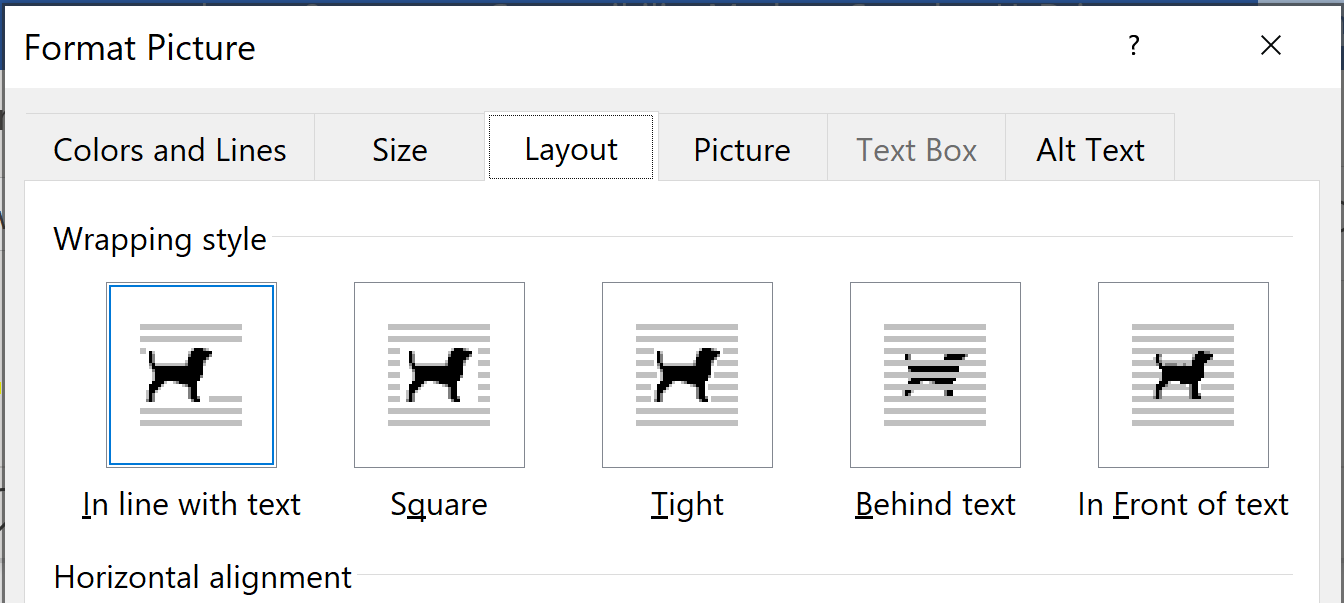 Format Picture ?
Colors and Lines Size Layout Picture Text Box Alt Text
Wrapping style
In line with text Square Tight Behind text In Front of text
Horizontal alignment